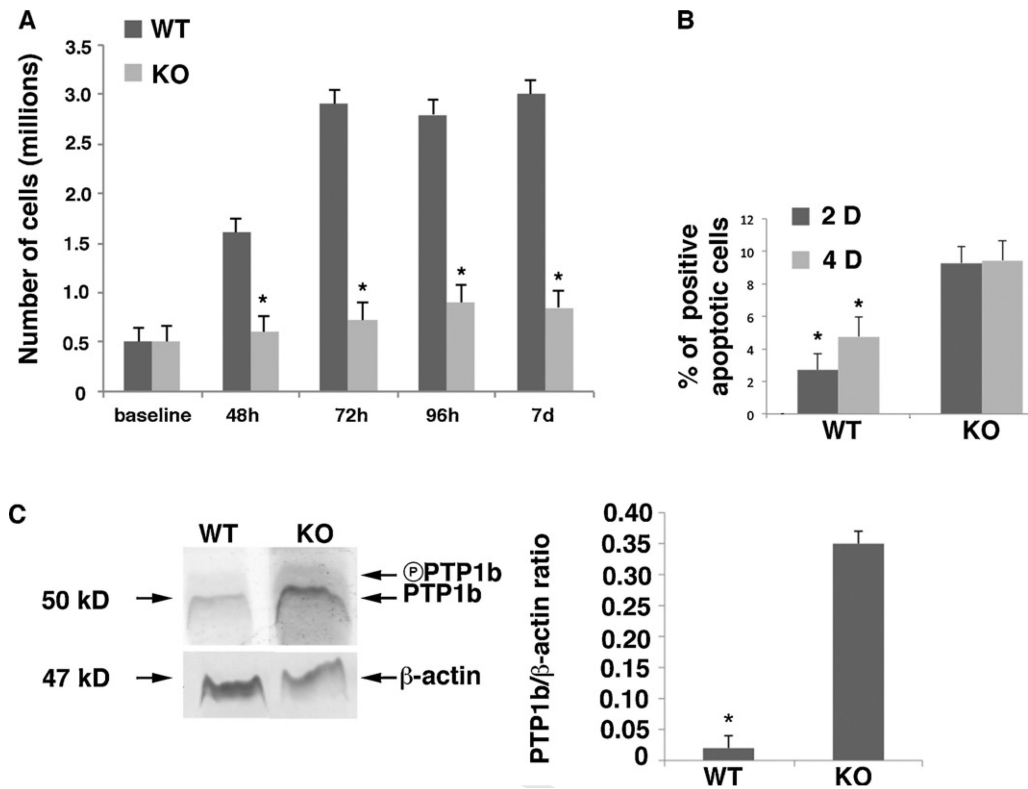 A
WT
KO
Number of cells (millions)
3.5
3.0
2.5
2.0
1.5
1.0
0.5
0
*
*
*
*
baseline 48h 72h 96h 7d
B
2 D
4 D
% of positive
apoptotic cells
12
10
8
6
4
2
0
* *
WT KO
C
WT KO
50 kD
ⓅPTP1b
PTP1b
47 kD
β-actin
PTP1b/β-actin ratio
0.40
0.35
0.25
0.30
0.20
0.15
0.10
0.05
0
*
WT KO